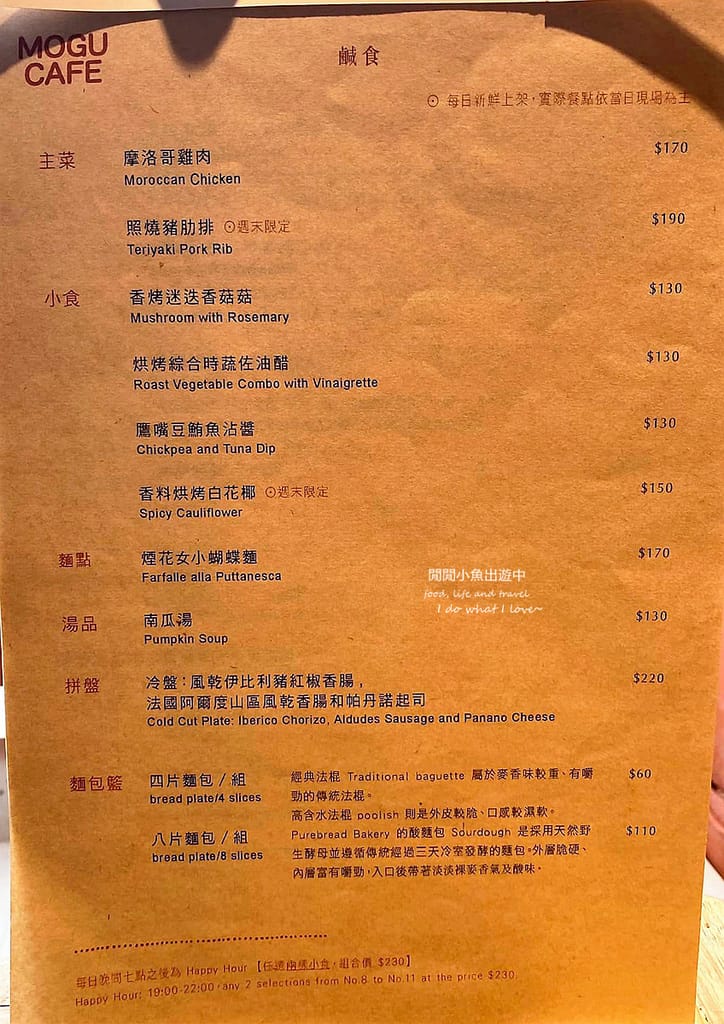 MOGU
CAFE
鹹食
⊙ 每日新鮮上架，實際餐點依當日現場為主
主菜 摩洛哥雞肉 $170
Moroccan Chicken
照燒豬肋排 ⊙週末限定 $190
Teriyaki Pork Rib
小食 香烤迷迭香菇菇 $130
Mushroom with Rosemary
烘烤綜合時蔬佐油醋 $130
Roast Vegetable Combo with Vinaigrette
鷹嘴豆鮪魚沾醬 $130
Chickpea and Tuna Dip
香料烘烤白花椰 ⊙週末限定 $150
Spicy Cauliflower
麵點 煙花女小蝴蝶麵 $170
Farfalle alla Puttanesca
閒閒小魚出遊中
food, life and travel
I do what I love~
湯品 南瓜湯 $130
Pumpkin Soup
拼盤 冷盤：風乾伊比利豬紅椒香腸， $220
法國阿爾度山區風乾香腸和帕丹諾起司
Cold Cut Plate: Iberico Chorizo, Aldudes Sausage and Panano Cheese
麵包籃 四片麵包 / 組 $60
bread plate/4 slices
八片麵包 / 組 $110
bread plate/8 slices
經典法棍 Traditional baguette 屬於麥香味較重、有嚼
勁的傳統法棍。
高含水法棍 poolish 則是外皮較脆、口感較濕軟。
Purebread Bakery 的酸麵包 Sourdough 是採用天然野
生酵母並遵循傳統經過三天冷室發酵的麵包。外層脆硬、
內層富有嚼勁，入口後帶著淡淡裸麥香氣及酸味。
每日晚間七點之後為 Happy Hour 【任選兩樣小食，組合價 $230】
Happy Hour: 19:00-22:00，any 2 selections from No.8 to No.11 at the price $230.